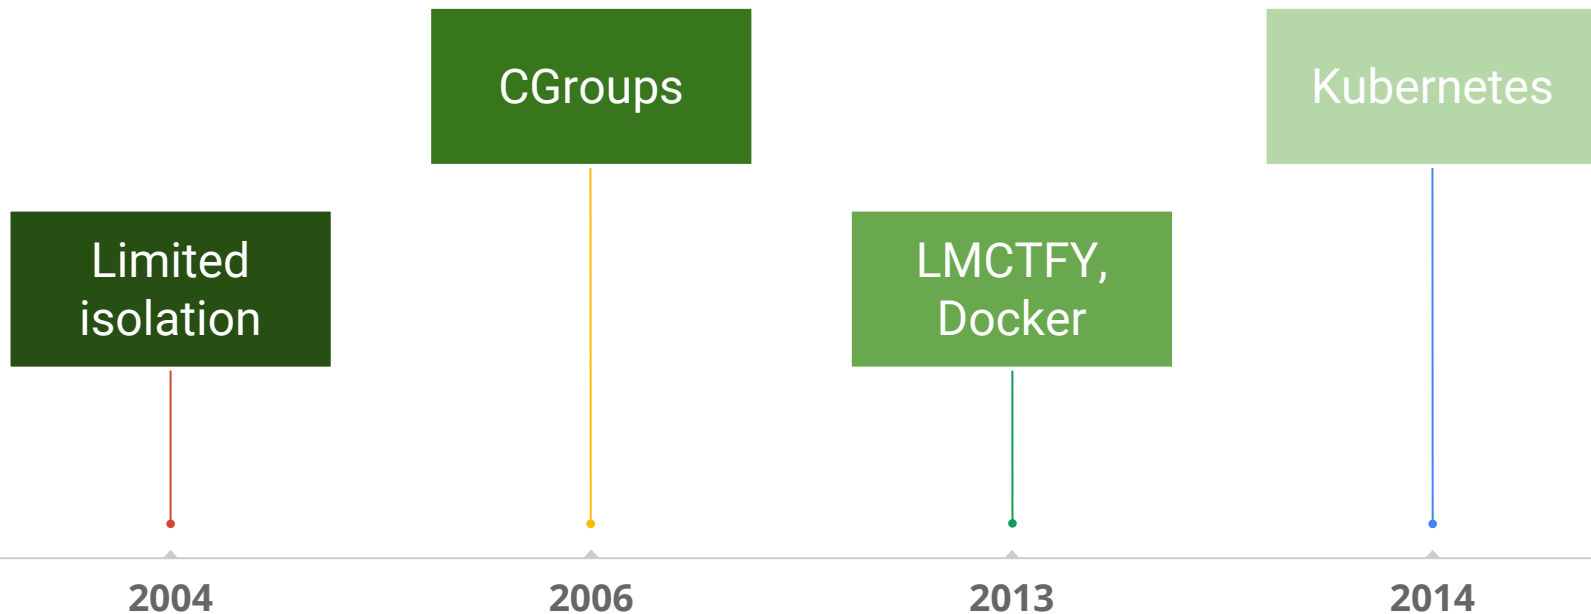 CGroups
Kubernetes
Limited
isolation
LMCTFY,
Docker
2004
2006
2013
2014